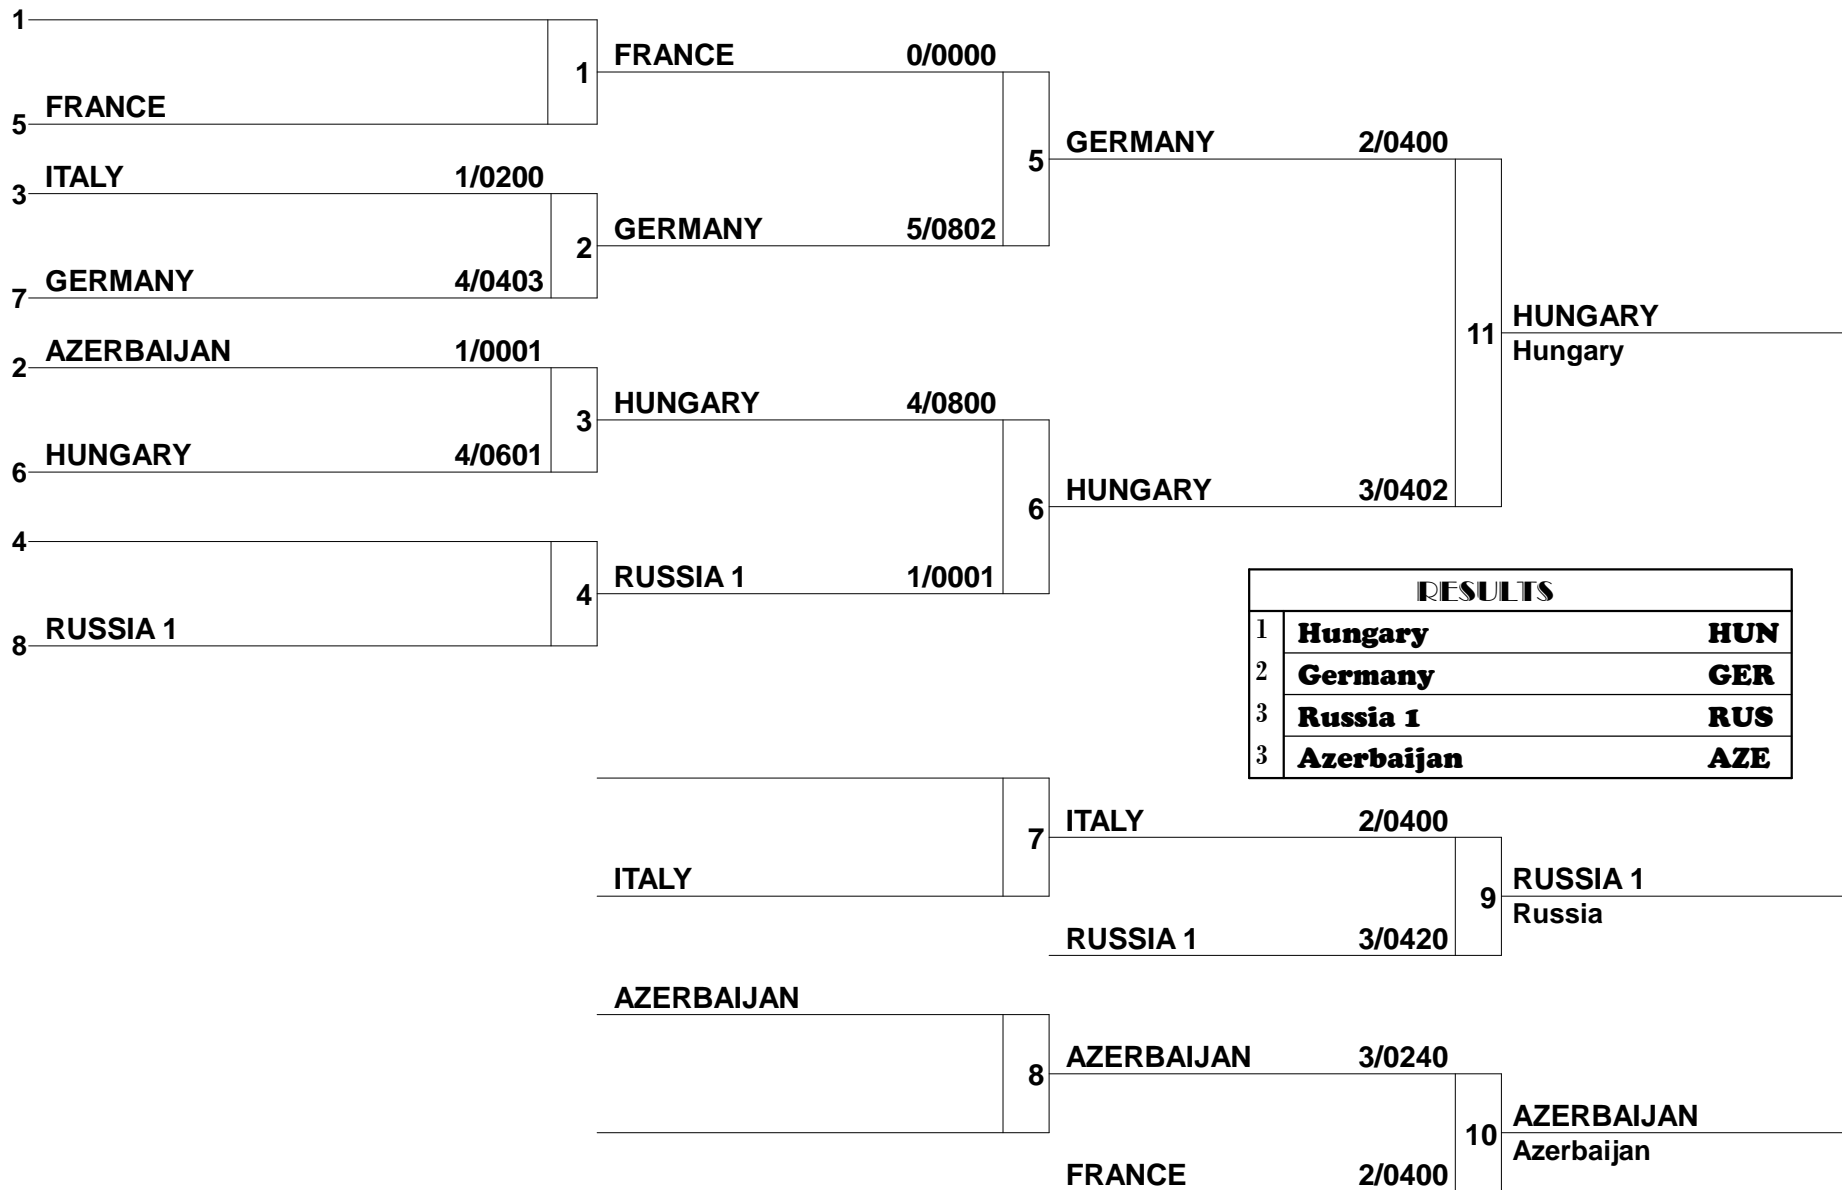 1
FRANCE 0/0000
1
5 FRANCE
GERMANY 2/0400
5
3 ITALY 1/0200
GERMANY 5/0802
2
7 GERMANY 4/0403
HUNGARY
11
Hungary
2 AZERBAIJAN 1/0001
HUNGARY 4/0800
3
6 HUNGARY 4/0601
HUNGARY 3/0402
6
4
RUSSIA 1 1/0001
4
8 RUSSIA 1
RESULTS
1 Hungary HUN
2 Germany GER
3 Russia 1 RUS
3 Azerbaijan AZE
ITALY 2/0400
7
ITALY
RUSSIA 1
9
Russia
RUSSIA 1 3/0420
AZERBAIJAN
AZERBAIJAN 3/0240
8
AZERBAIJAN
10
Azerbaijan
FRANCE 2/0400